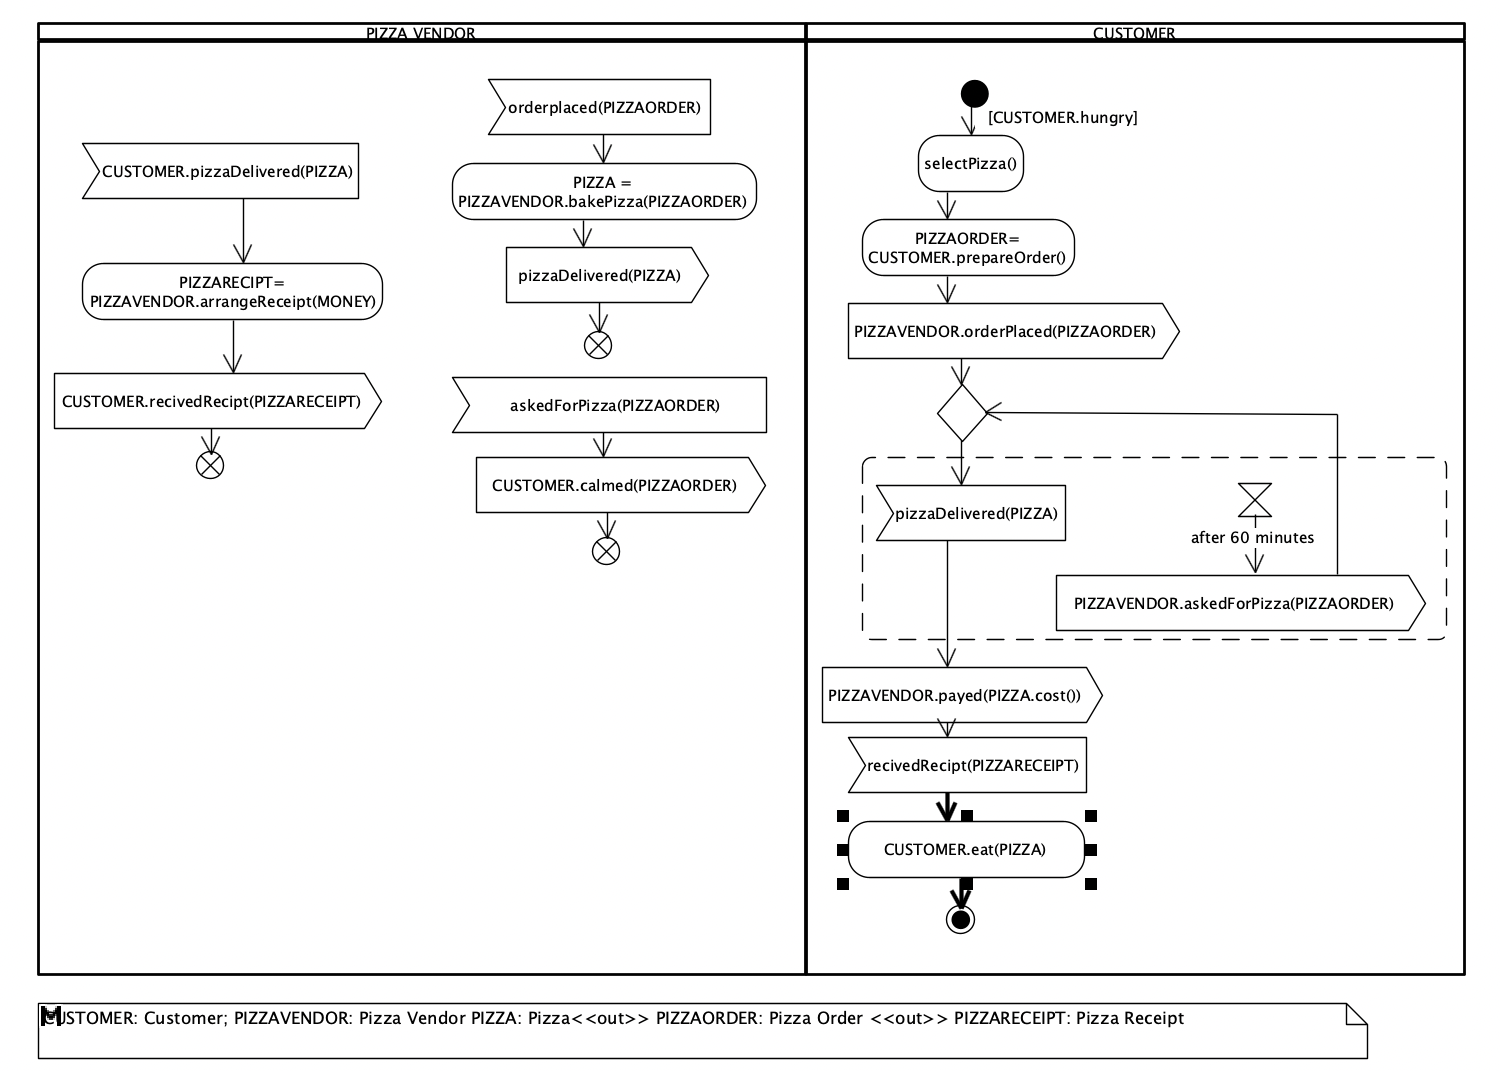 PIZZA VENDOR
CUSTOMER
CUSTOMER.pizzaDelivered(PIZZA)
PIZZARECIPT=
PIZZAVENDOR.arrangeReceipt(MONEY)
CUSTOMER.recivedRecipt(PIZZARECEIPT)
orderplaced(PIZZAORDER)
PIZZA =
PIZZAVENDOR.bakePizza(PIZZAORDER)
pizzaDelivered(PIZZA)
askedForPizza(PIZZAORDER)
CUSTOMER.calmed(PIZZAORDER)
[CUSTOMER.hungry]
selectPizza()
PIZZAORDER=
CUSTOMER.prepareOrder()
PIZZAVENDOR.orderPlaced(PIZZAORDER)
pizzaDelivered(PIZZA)
after 60 minutes
PIZZAVENDOR.askedForPizza(PIZZAORDER)
PIZZAVENDOR.payed(PIZZA.cost())
recivedRecipt(PIZZARECEIPT)
CUSTOMER.eat(PIZZA)
CUSTOMER: Customer; PIZZAVENDOR: Pizza Vendor PIZZA: Pizza<<out>> PIZZAORDER: Pizza Order <<out>> PIZZARECEIPT: Pizza Receipt